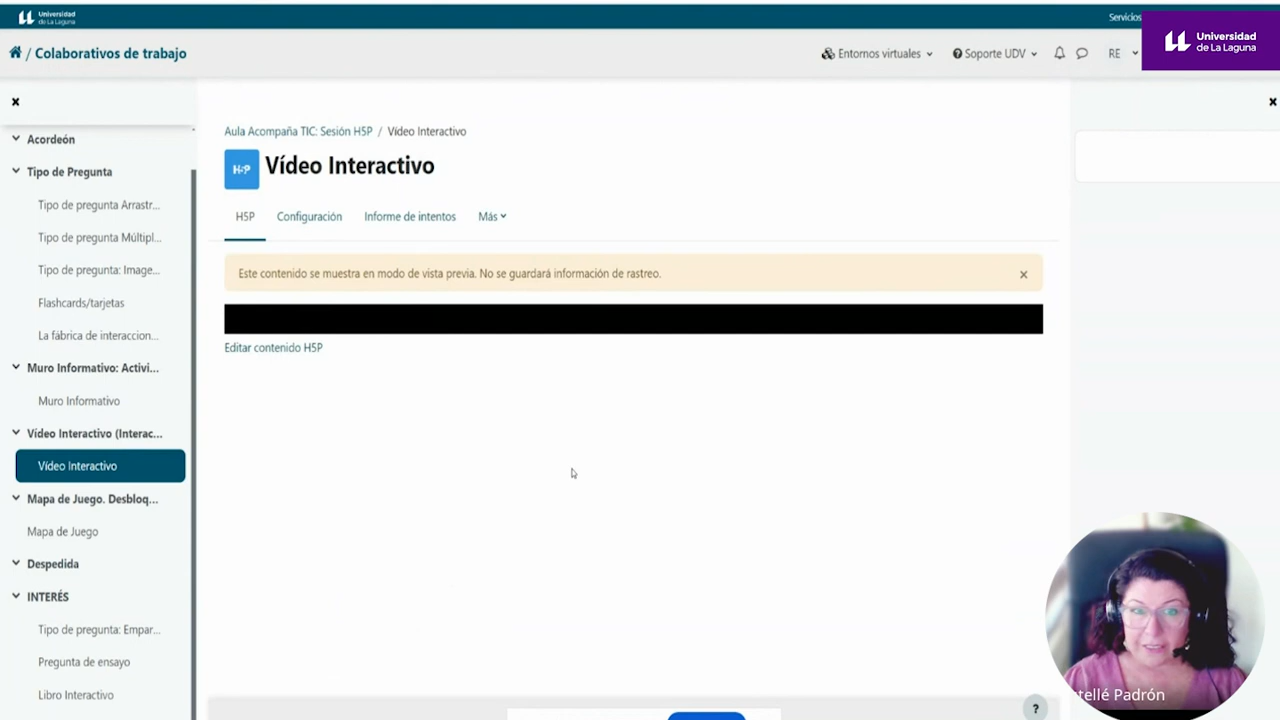 Universidad
de La Laguna
Servicios
Universidad
de La Laguna
/ Colaborativos de trabajo
Entornos virtuales
Soporte UDV
RE
Acordeón
Tipo de Pregunta
Tipo de pregunta Arrastr...
Tipo de pregunta Múltipl...
Tipo de pregunta: Image...
Flashcards/tarjetas
La fábrica de interaccion...
Muro Informativo: Activi...
Muro Informativo
Vídeo Interactivo (Interac...
Vídeo Interactivo
Mapa de Juego. Desbloq...
Mapa de Juego
Despedida
INTERÉS
Tipo de pregunta: Empar...
Pregunta de ensayo
Libro Interactivo
Aula Acompaña TIC: Sesión H5P / Vídeo Interactivo
H5P
Vídeo Interactivo
H5P
Configuración
Informe de intentos
Más
Este contenido se muestra en modo de vista previa. No se guardará información de rastreo.
Editar contenido H5P
?
tellé Padrón